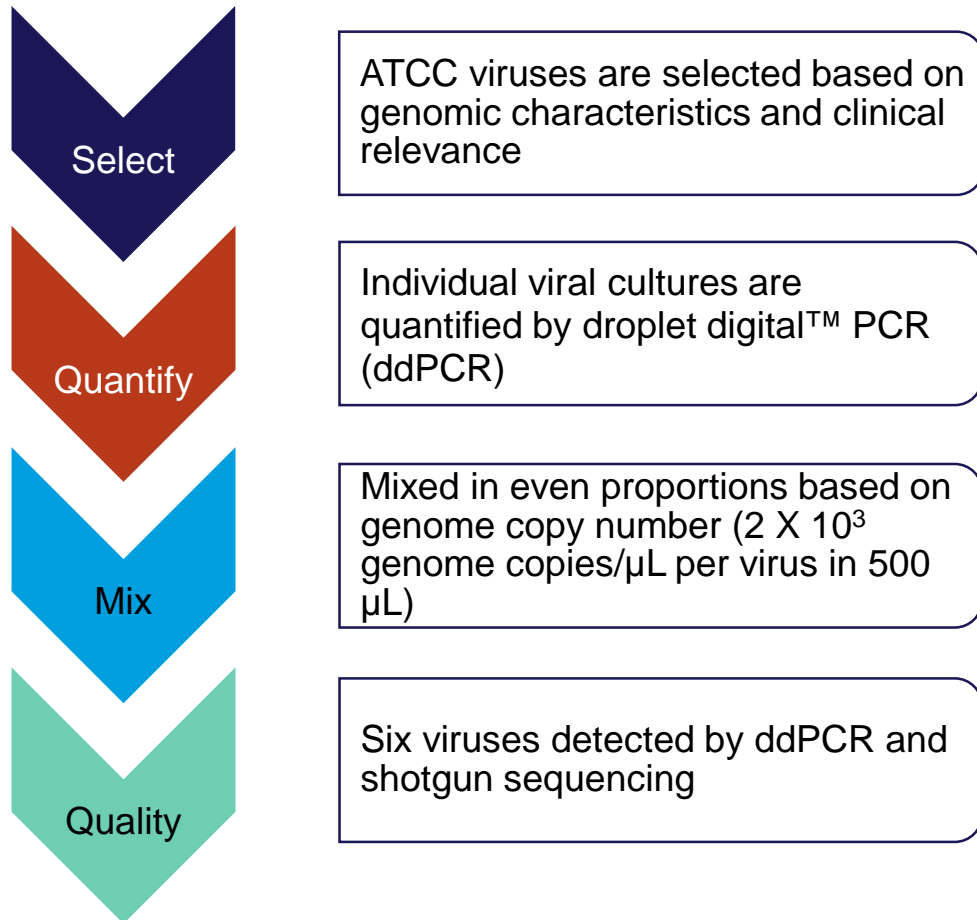 Select
ATCC viruses are selected based on
genomic characteristics and clinical
relevance
Quantify
Individual viral cultures are
quantified by droplet digital™ PCR
(ddPCR)
Mix
Mixed in even proportions based on
genome copy number (2 X 10³
genome copies/µL per virus in 500
µL)
Quality
Six viruses detected by ddPCR and
shotgun sequencing